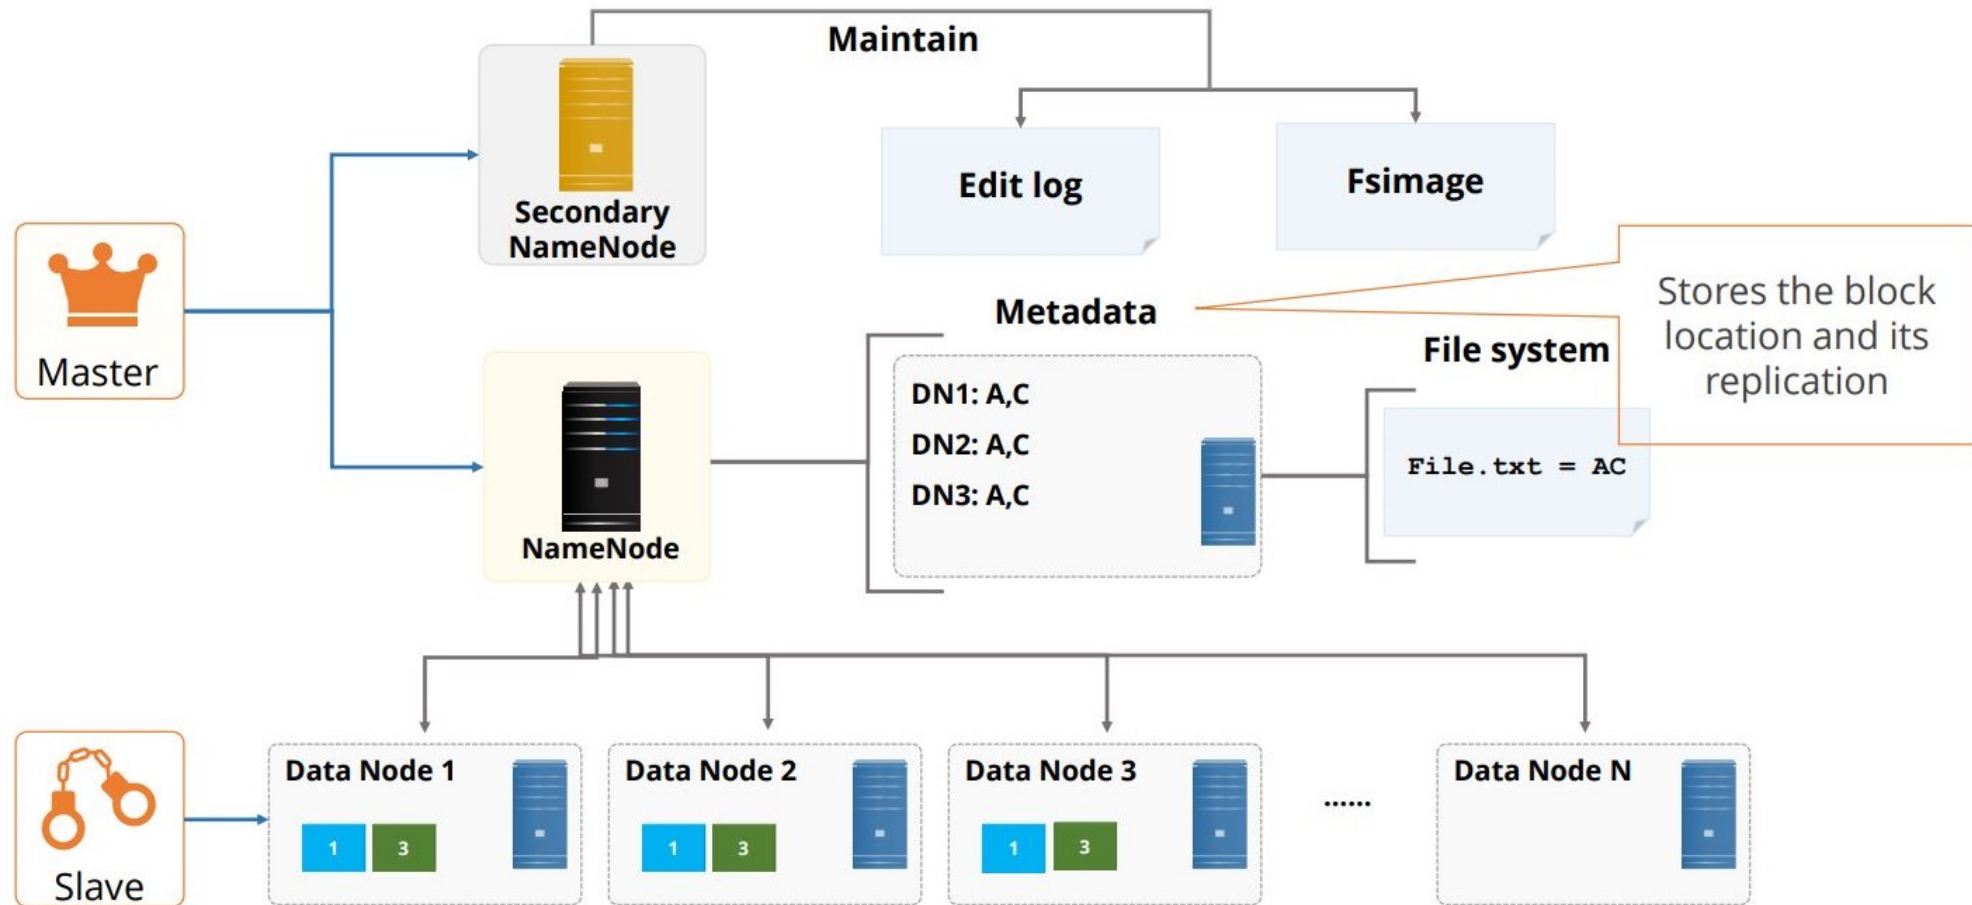 Maintain
Secondary
NameNode
Edit log
Fsimage
Master
Metadata
Stores the block
location and its
replication
File system
DN1: A,C
DN2: A,C
DN3: A,C
File.txt = AC
NameNode
Slave
Data Node 1
1 3
Data Node 2
1 3
Data Node 3
1 3
......
Data Node N